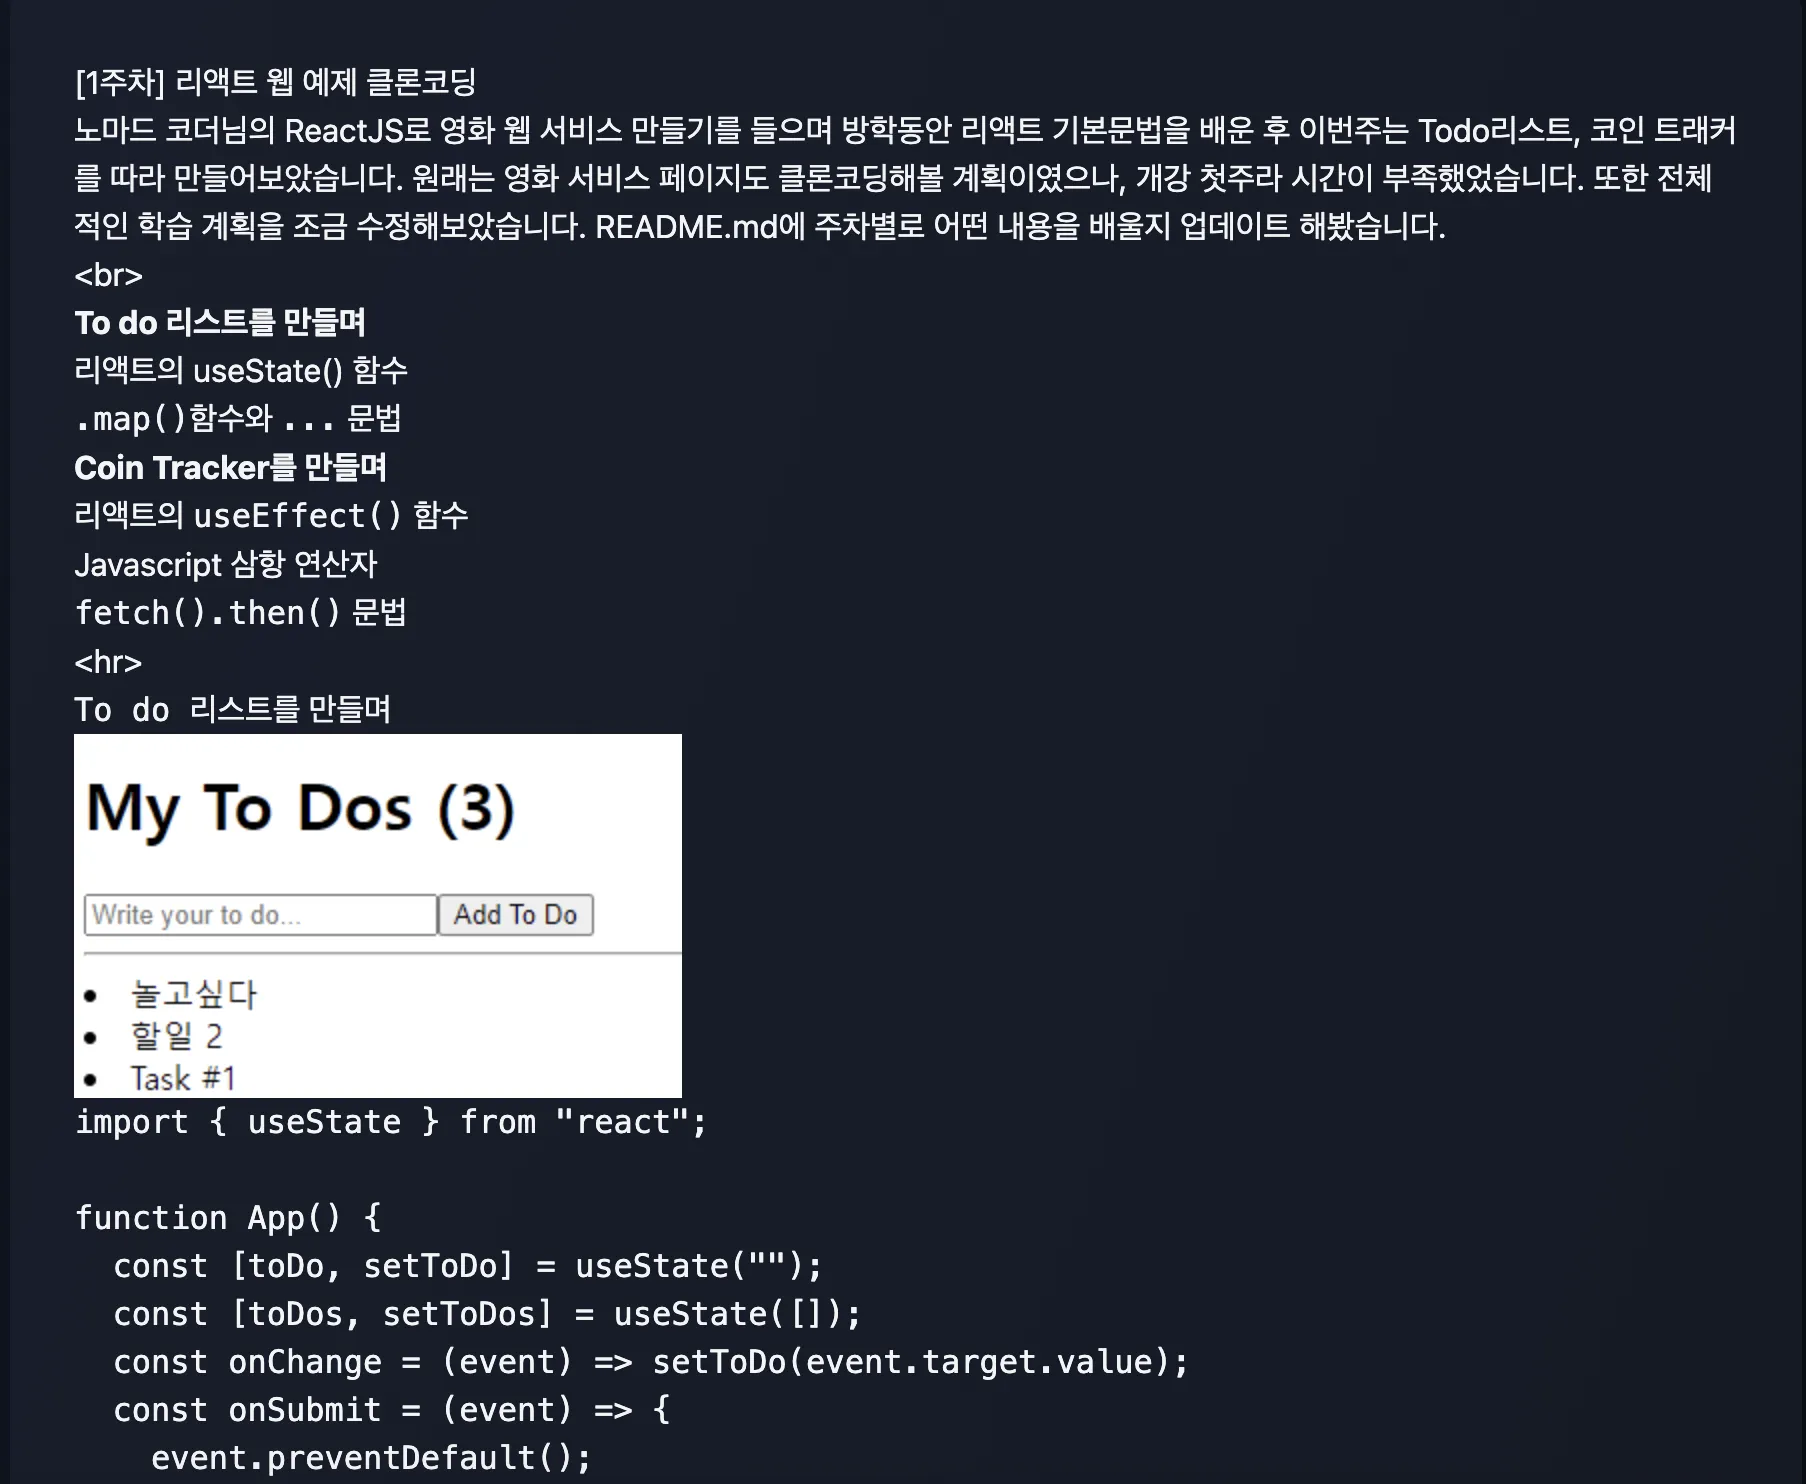 [1주차] 리액트 웹 예제 클론코딩
노마드 코더님의 ReactJS로 영화 웹 서비스 만들기를 들으며 방학동안 리액트 기본문법을 배운 후 이번주는 Todo리스트, 코인 트래커
를 따라 만들어보았습니다. 원래는 영화 서비스 페이지도 클론코딩해볼 계획이였으나, 개강 첫주라 시간이 부족했었습니다. 또한 전체
적인 학습 계획을 조금 수정해보았습니다. README.md에 주차별로 어떤 내용을 배울지 업데이트 해봤습니다.
<br>
To do 리스트를 만들며
리액트의 useState() 함수
.map()함수와 ... 문법
Coin Tracker를 만들며
리액트의 useEffect() 함수
Javascript 삼항 연산자
fetch().then() 문법
<hr>
To do 리스트를 만들며
My To Dos (3)
Write your to do... Add To Do
• 놀고싶다
• 할일 2
• Task #1
import { useState } from "react";

function App() {
  const [toDo, setToDo] = useState("");
  const [toDos, setToDos] = useState([]);
  const onChange = (event) => setToDo(event.target.value);
  const onSubmit = (event) => {
    event.preventDefault();